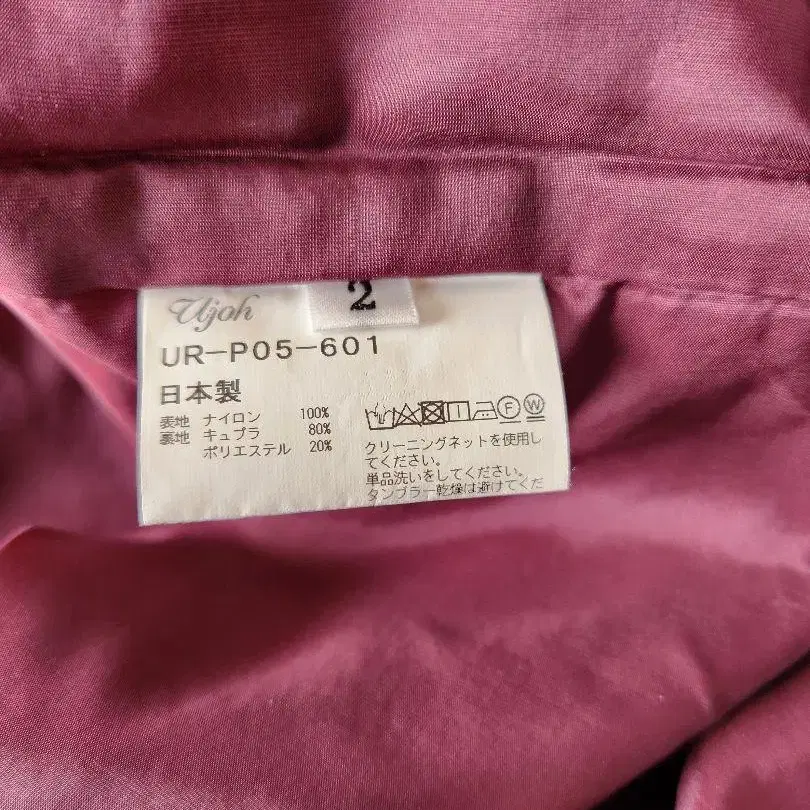 Ujoh
2
UR-P05-601
日本製
表地 ナイロン 100%
裏地 キュプラ 80%
ポリエステル 20%
F W
クリーニングネットを使用し
てください。
単品洗いをしてください。
タンブラー乾燥は避けてくだ